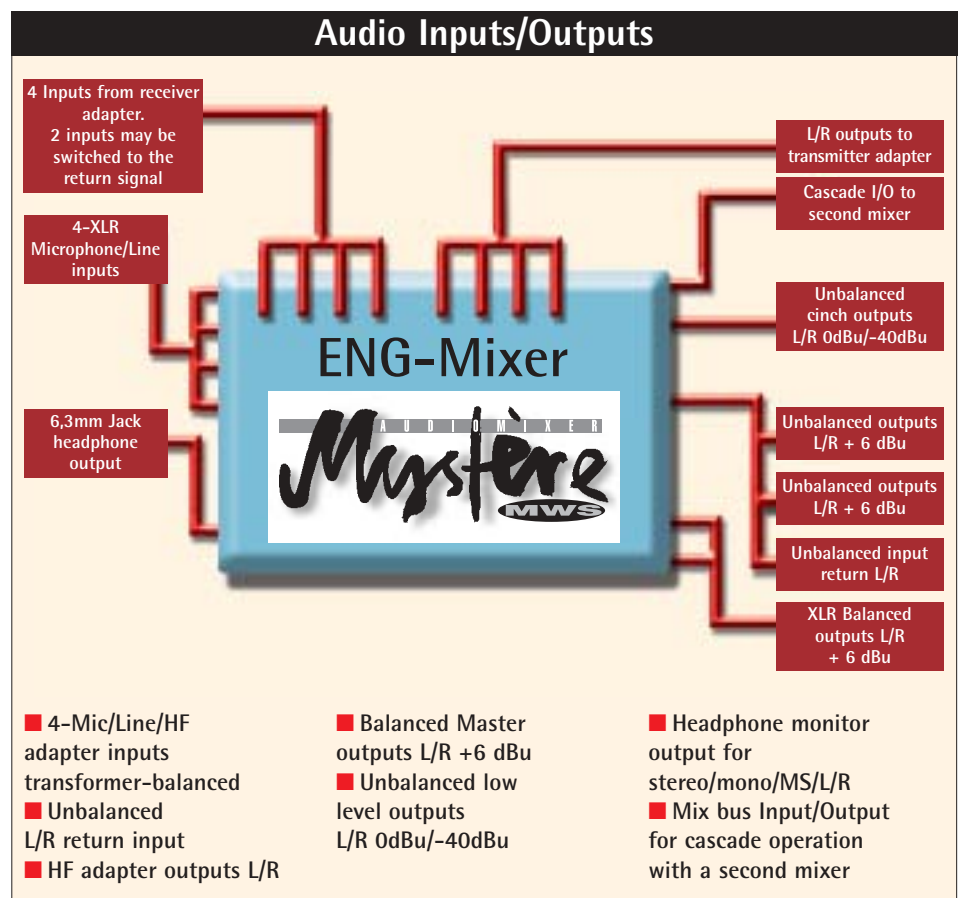 Audio Inputs/Outputs
4 Inputs from receiver
adapter.
2 inputs may be
switched to the
return signal
4-XLR
Microphone/Line
inputs
6,3mm Jack
headphone
output
L/R outputs to
transmitter adapter
Cascade I/O to
second mixer
Unbalanced
cinch outputs
L/R 0dBu/-40dBu
Unbalanced outputs
L/R + 6 dBu
Unbalanced outputs
L/R + 6 dBu
Unbalanced input
return L/R
XLR Balanced
outputs L/R
+ 6 dBu
ENG-Mixer
AUDIOMIXER
Mystère
MWS
4-Mic/Line/HF
adapter inputs
transformer-balanced
Unbalanced
L/R return input
HF adapter outputs L/R
Balanced Master
outputs L/R +6 dBu
Unbalanced low
level outputs
L/R 0dBu/-40dBu
Headphone monitor
output for
stereo/mono/MS/L/R
Mix bus Input/Output
for cascade operation
with a second mixer